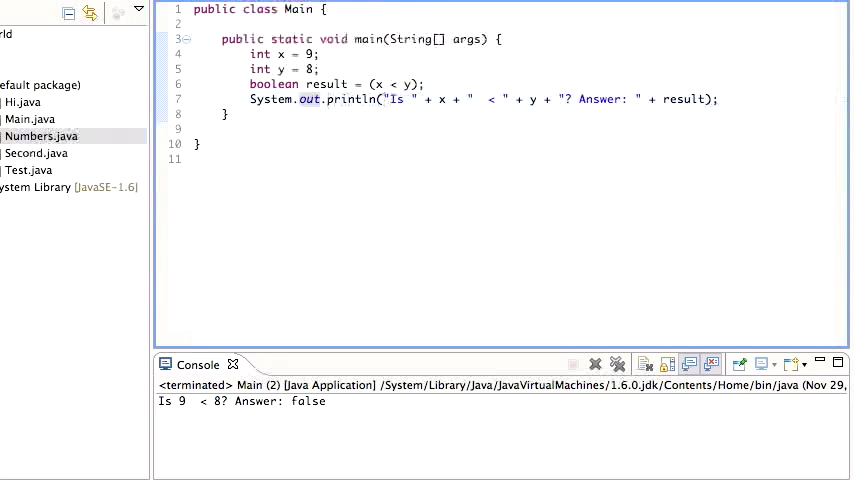 1 public class Main {
2
3 public static void main(String[] args) {
4 int x = 9;
5 int y = 8;
6 boolean result = (x < y);
7 System.out.println("Is " + x + "  < " + y + "? Answer: " + result);
8 }
9
10 }
11
rld
efault package)
Hi.java
Main.java
Numbers.java
Second.java
Test.java
ystem Library [JavaSE-1.6]
Console
<terminated> Main (2) [Java Application] /System/Library/Java/JavaVirtualMachines/1.6.0.jdk/Contents/Home/bin/java (Nov 29,
Is 9  < 8? Answer: false